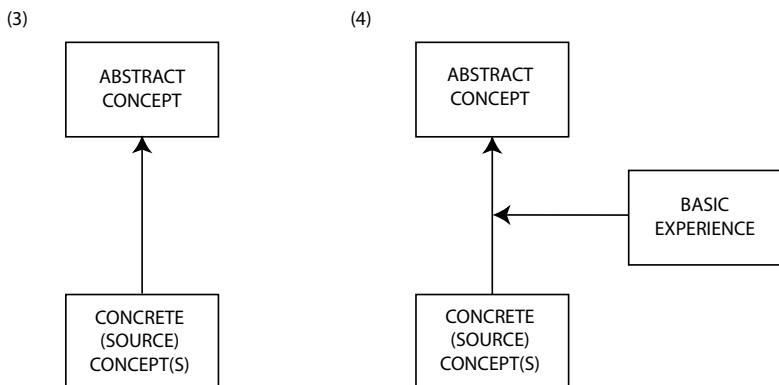 (3)
ABSTRACT
CONCEPT
CONCRETE
(SOURCE)
CONCEPT(S)
(4)
ABSTRACT
CONCEPT
BASIC
EXPERIENCE
CONCRETE
(SOURCE)
CONCEPT(S)